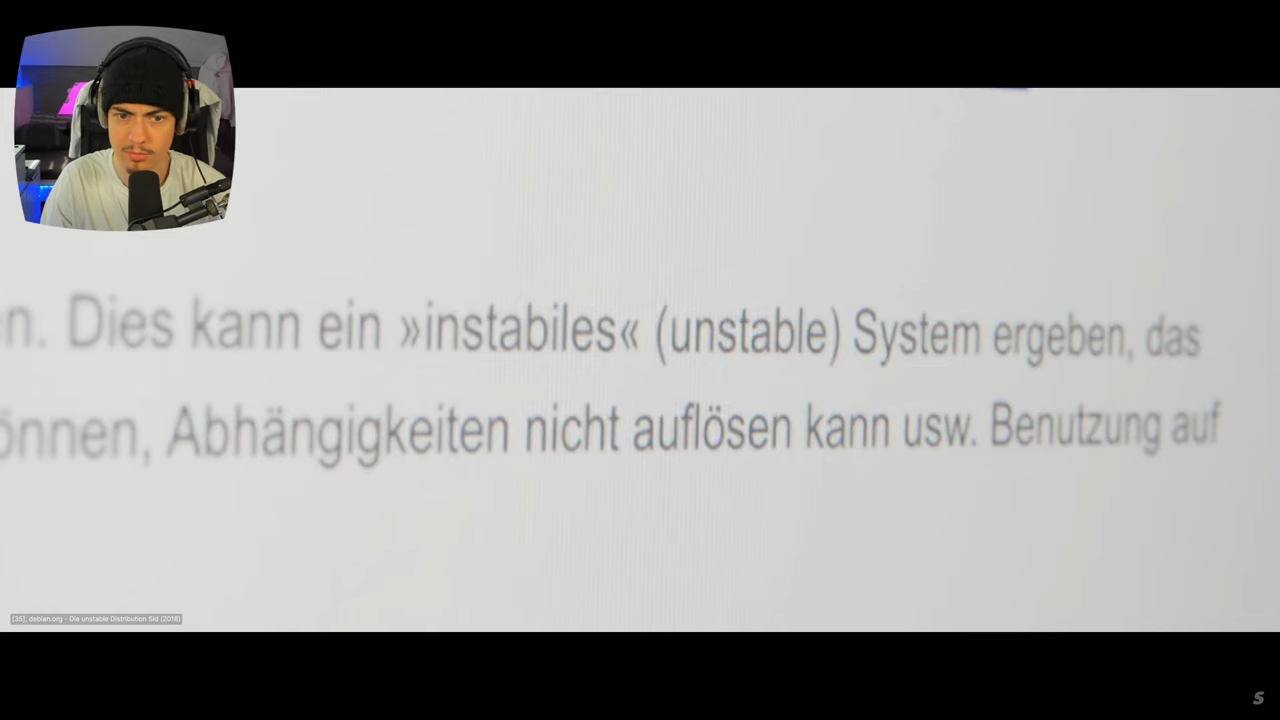 en. Dies kann ein »instabiles« (unstable) System ergeben, das
önnen, Abhängigkeiten nicht auflösen kann usw. Benutzung auf
[35]; debian.org - Die unstable Distribution Sid (2018)
S